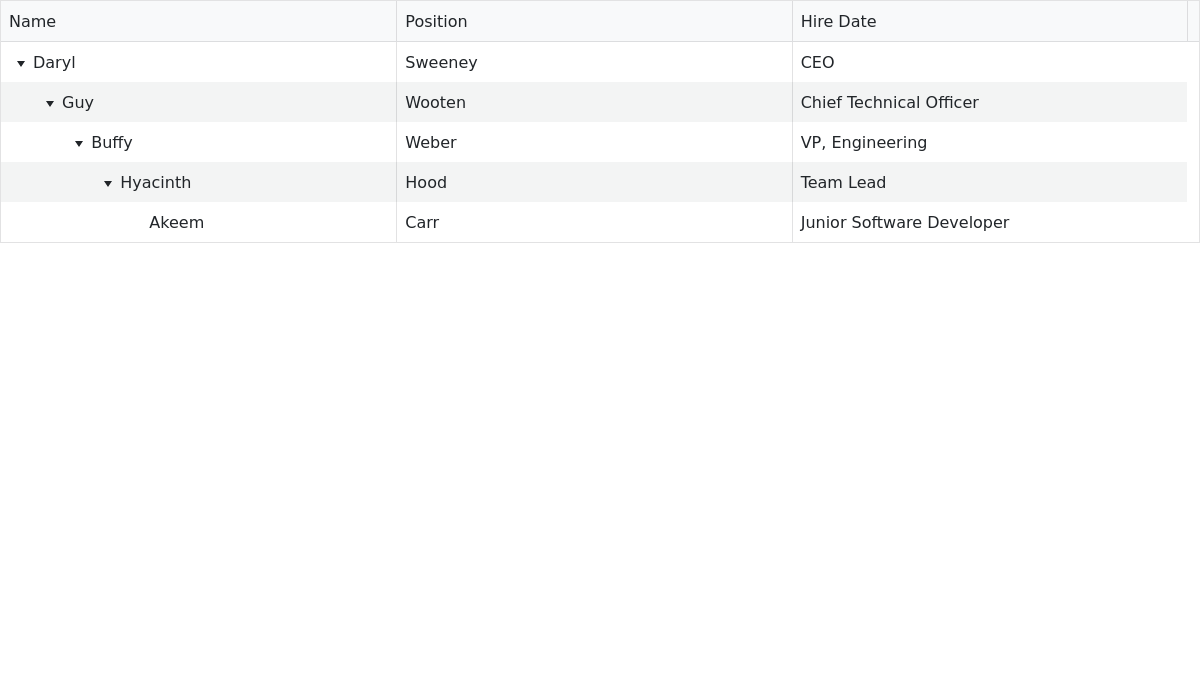 Name Position Hire Date
Daryl Sweeney CEO
Guy Wooten Chief Technical Officer
Buffy Weber VP, Engineering
Hyacinth Hood Team Lead
Akeem Carr Junior Software Developer